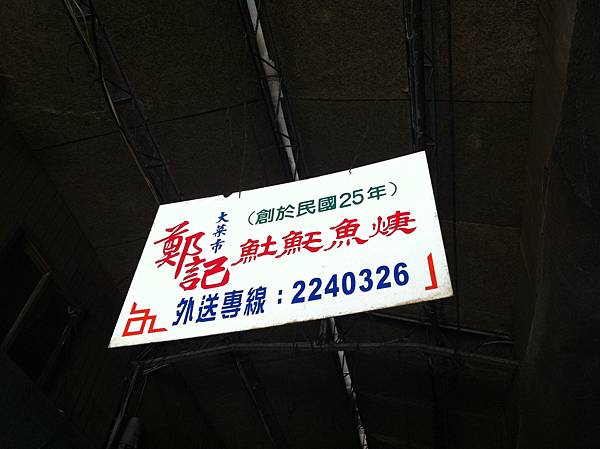 (創於民國25年)
大菜市
鄭記 魠魠魚焿
外送專線：2240326